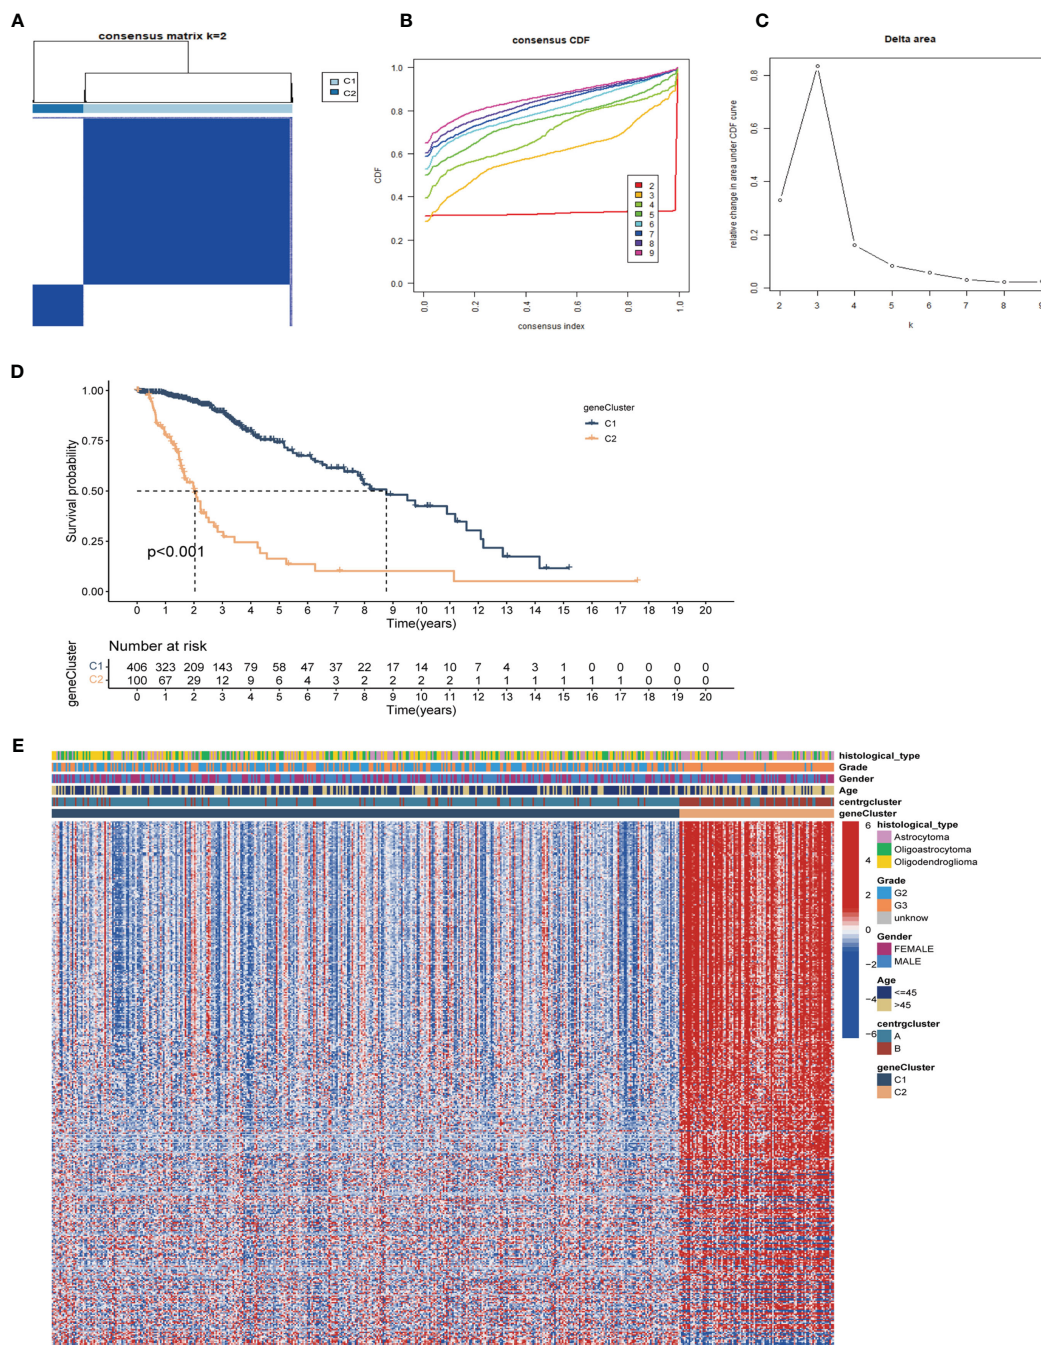 A
consensus matrix k=2
C1
C2
B
consensus CDF
1.0
0.8
0.6
0.4
0.2
0.0
CDF
2
3
4
5
6
7
8
9
0.0
0.2
0.4
0.6
0.8
1.0
consensus index
C
Delta area
0.8
0.6
0.4
0.2
0.0
relative change in area under CDF curve
2 3 4 5 6 7 8 9
k
D
1.00
0.75
0.50
0.25
0.00
Survival probability
geneCluster
C1
C2
p<0.001
0 1 2 3 4 5 6 7 8 9 10 11 12 13 14 15 16 17 18 19 20
Time(years)
Number at risk
geneCluster
C1 406 323 209 143 79 58 47 37 22 17 14 10 7 4 3 1 0 0 0 0 0
C2 100 67 29 12 9 6 4 3 2 2 2 2 1 1 1 1 1 1 0 0 0
0 1 2 3 4 5 6 7 8 9 10 11 12 13 14 15 16 17 18 19 20
Time(years)
E
histological_type
Grade
Gender
Age
centrgcluster
geneCluster
6
4
2
0
−2
−4
−6
histological_type
Astrocytoma
Oligoastrocytoma
Oligodendroglioma
Grade
G2
G3
unknow
Gender
FEMALE
MALE
Age
<=45
>45
centrgcluster
A
B
geneCluster
C1
C2